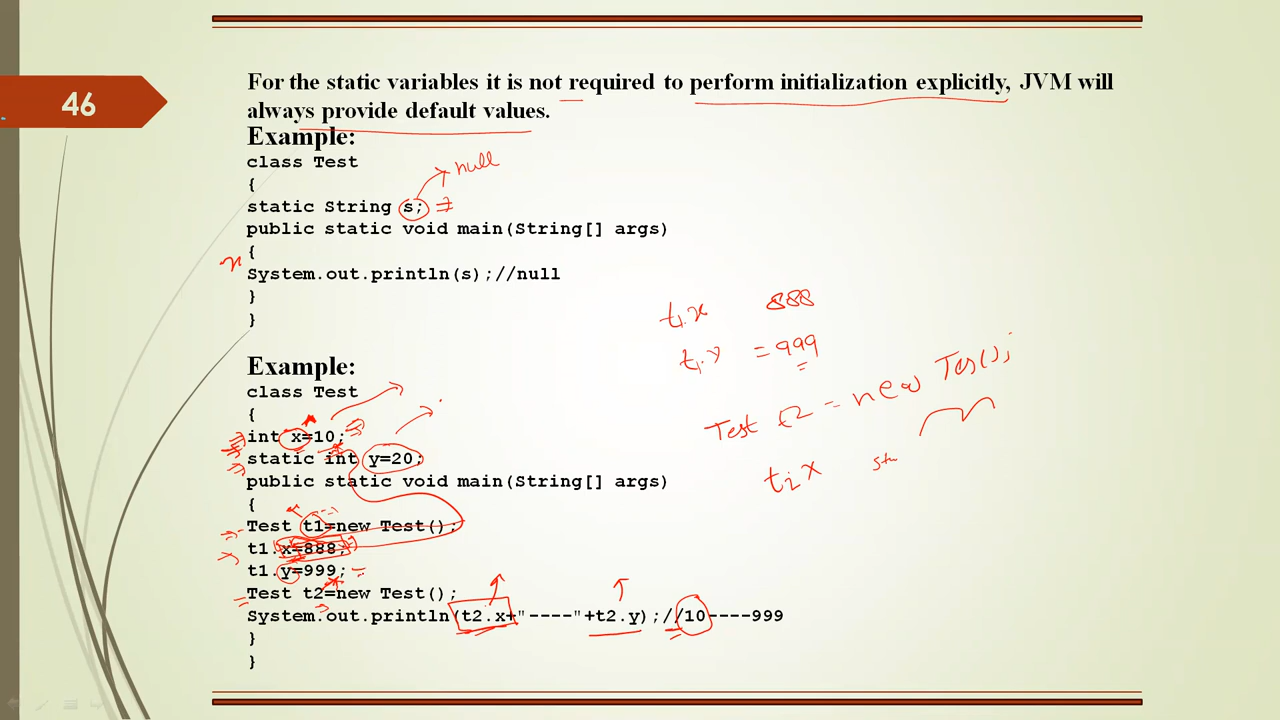 46
For the static variables it is not required to perform initialization explicitly, JVM will
always provide default values.
Example:
class Test
{
null
static String s;
public static void main(String[] args)
{
System.out.println(s);//null
}
}
t1.x 888
t1.y = 999
Test t2 = new Test();
t2 x
Example:
class Test
{
int x=10;
static int y=20;
public static void main(String[] args)
{
Test t1=new Test();
t1.x=888;
t1.y=999;
Test t2=new Test();
System.out.println(t2.x+"----"+t2.y);//10----999
}
}